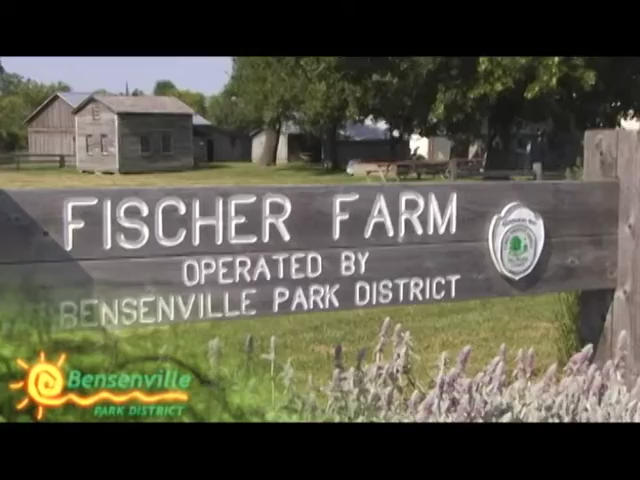 FISCHER FARM
OPERATED BY
BENSENVILLE PARK DISTRICT
Bensenville
PARK DISTRICT